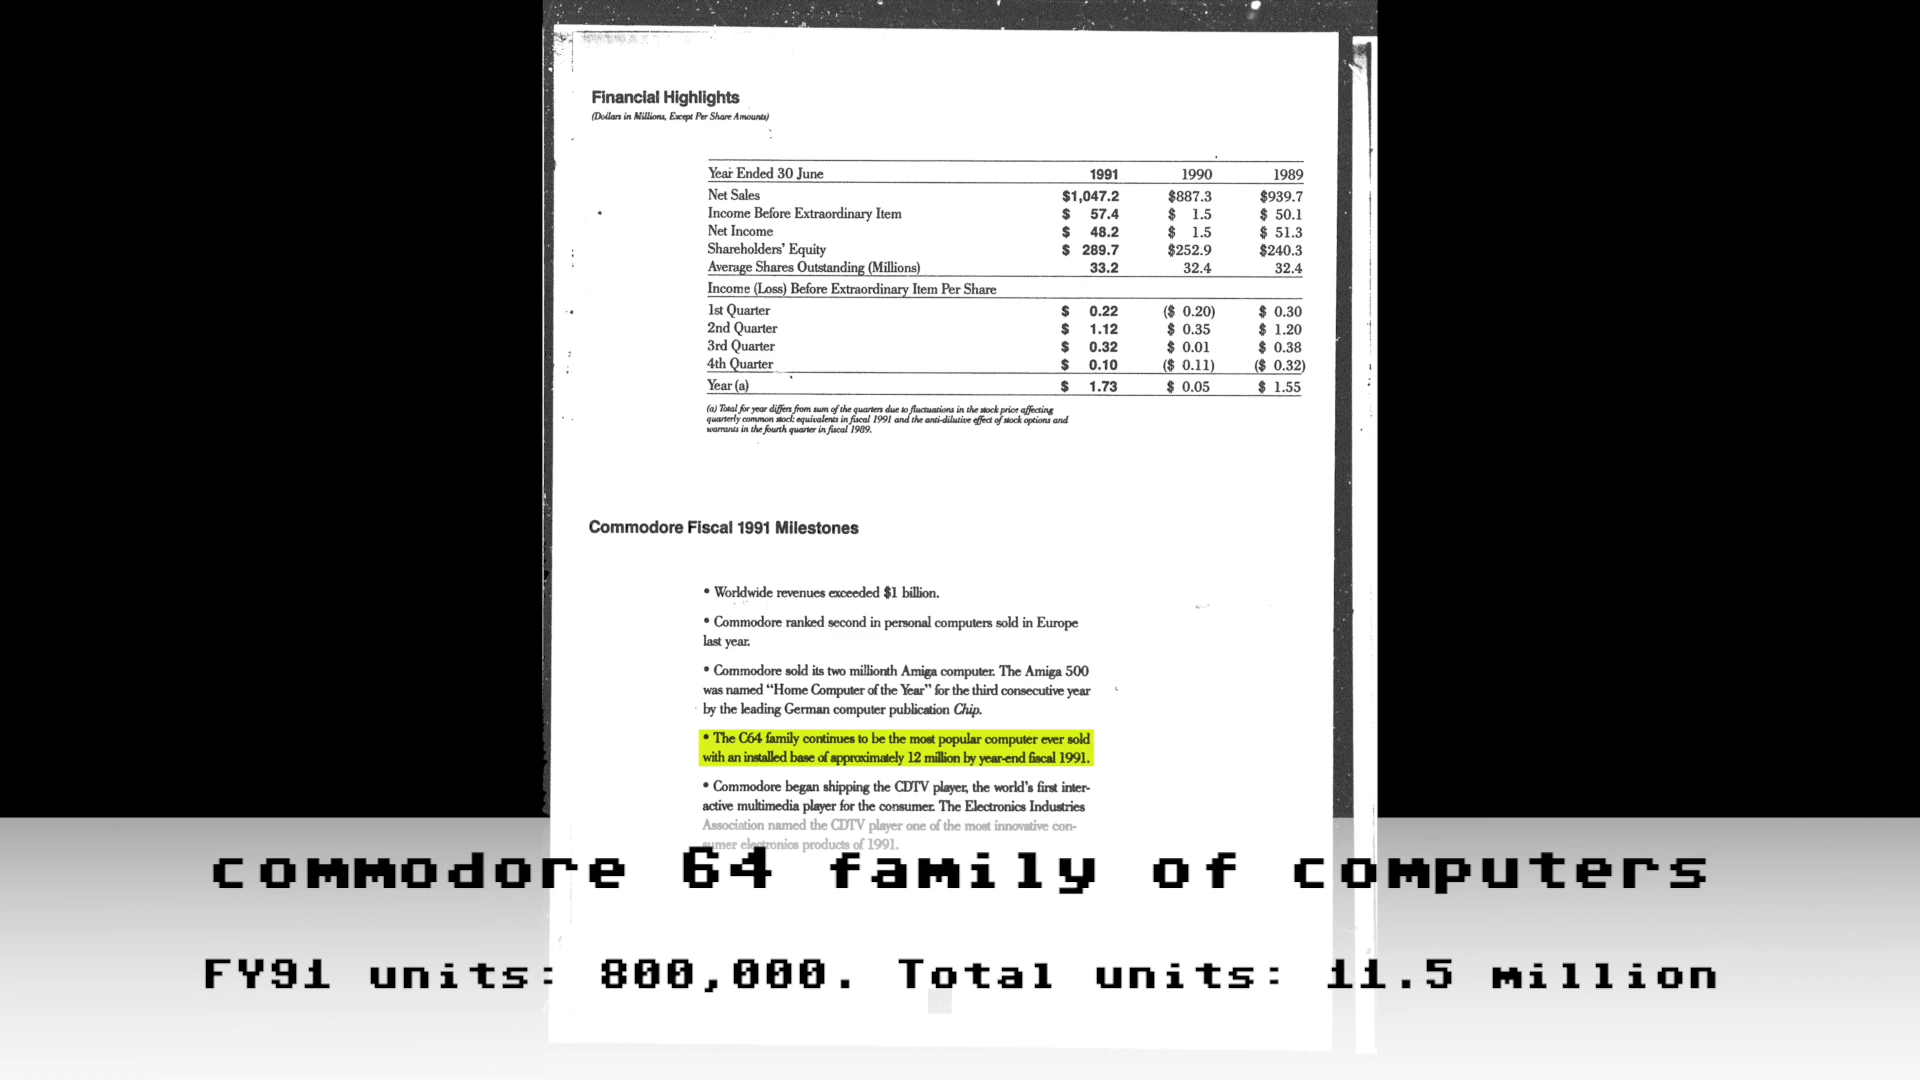 Financial Highlights
(Dollars in Millions, Except Per Share Amounts)
Year Ended 30 June 1991 1990 1989
Net Sales $1,047.2 $887.3 $939.7
Income Before Extraordinary Item $ 57.4 $ 1.5 $ 50.1
Net Income $ 48.2 $ 1.5 $ 51.3
Shareholders' Equity $ 289.7 $252.9 $240.3
Average Shares Outstanding (Millions) 33.2 32.4 32.4
Income (Loss) Before Extraordinary Item Per Share
1st Quarter $ 0.22 ($ 0.20) $ 0.30
2nd Quarter $ 1.12 $ 0.35 $ 1.20
3rd Quarter $ 0.32 $ 0.01 $ 0.38
4th Quarter $ 0.10 ($ 0.11) ($ 0.32)
Year (a) $ 1.73 $ 0.05 $ 1.55
(a) Total for year differs from sum of the quarters due to fluctuations in the stock price affecting
quarterly common stock equivalents in fiscal 1991 and the anti-dilutive effect of stock options and
warrants in the fourth quarter in fiscal 1989.
Commodore Fiscal 1991 Milestones
• Worldwide revenues exceeded $1 billion.
• Commodore ranked second in personal computers sold in Europe
last year.
• Commodore sold its two millionth Amiga computer. The Amiga 500
was named "Home Computer of the Year" for the third consecutive year
by the leading German computer publication Chip.
• The C64 family continues to be the most popular computer ever sold
with an installed base of approximately 12 million by year-end fiscal 1991.
• Commodore began shipping the CDTV player, the world's first inter-
active multimedia player for the consumer. The Electronics Industries
Association named the CDTV player one of the most innovative con-
sumer electronics products of 1991.
commodore 64 family of computers
FY91 units: 800,000. Total units: 11.5 million